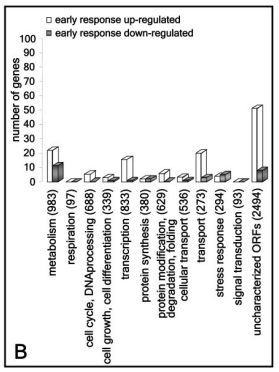 early response up-regulated
early response down-regulated
number of genes
100
90
80
70
60
50
40
30
20
10
0
metabolism (983)
respiration (97)
cell cycle, DNAprocessing (688)
cell growth, cell differentiation (339)
transcription (833)
protein synthesis (380)
protein modification, (629)
degradation, folding
cellular transport (536)
transport (273)
stress response (294)
signal transduction (93)
uncharacterized ORFs (2494)
B